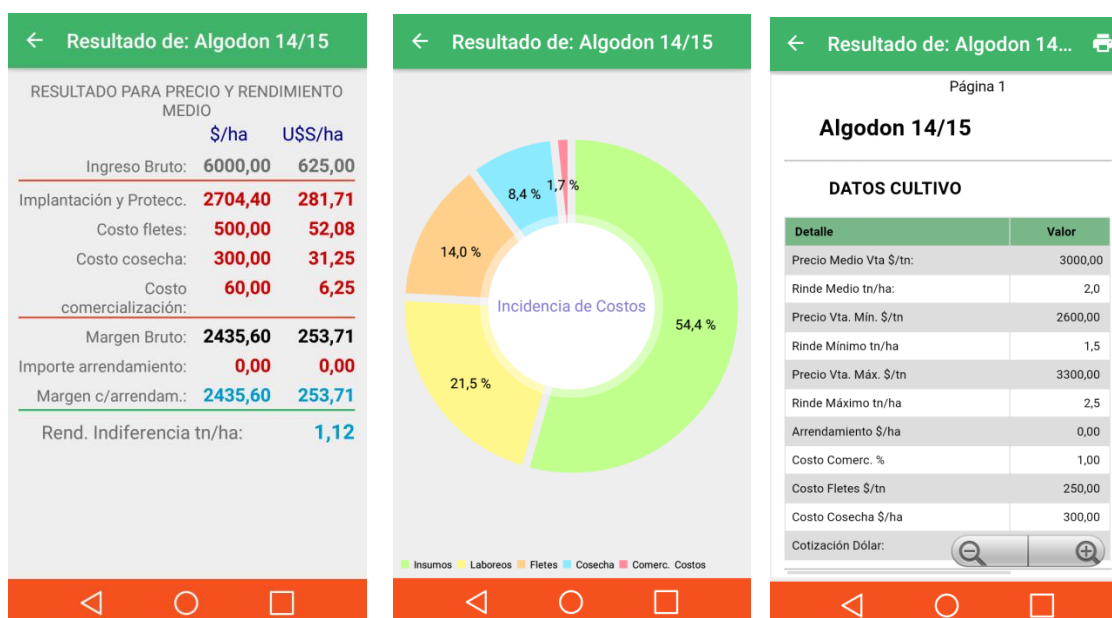 Resultado de: Algodon 14/15
RESULTADO PARA PRECIO Y RENDIMIENTO
MEDIO
$/ha U$S/ha
Ingreso Bruto: 6000,00 625,00
Implantación y Protecc. 2704,40 281,71
Costo fletes: 500,00 52,08
Costo cosecha: 300,00 31,25
Costo comercialización: 60,00 6,25
Margen Bruto: 2435,60 253,71
Importe arrendamiento: 0,00 0,00
Margen c/arrendam.: 2435,60 253,71
Rend. Indiferencia tn/ha: 1,12
Resultado de: Algodon 14/15
1,7 %
8,4 %
14,0 %
Incidencia de Costos
54,4 %
21,5 %
Insumos Laboreos Fletes Cosecha Comerc. Costos
Resultado de: Algodon 14...
Página 1
Algodon 14/15
DATOS CULTIVO
Detalle Valor
Precio Medio Vta $/tn: 3000,00
Rinde Medio tn/ha: 2,0
Precio Vta. Mín. $/tn 2600,00
Rinde Mínimo tn/ha 1,5
Precio Vta. Máx. $/tn 3300,00
Rinde Máximo tn/ha 2,5
Arrendamiento $/ha 0,00
Costo Comerc. % 1,00
Costo Fletes $/tn 250,00
Costo Cosecha $/ha 300,00
Cotización Dólar: